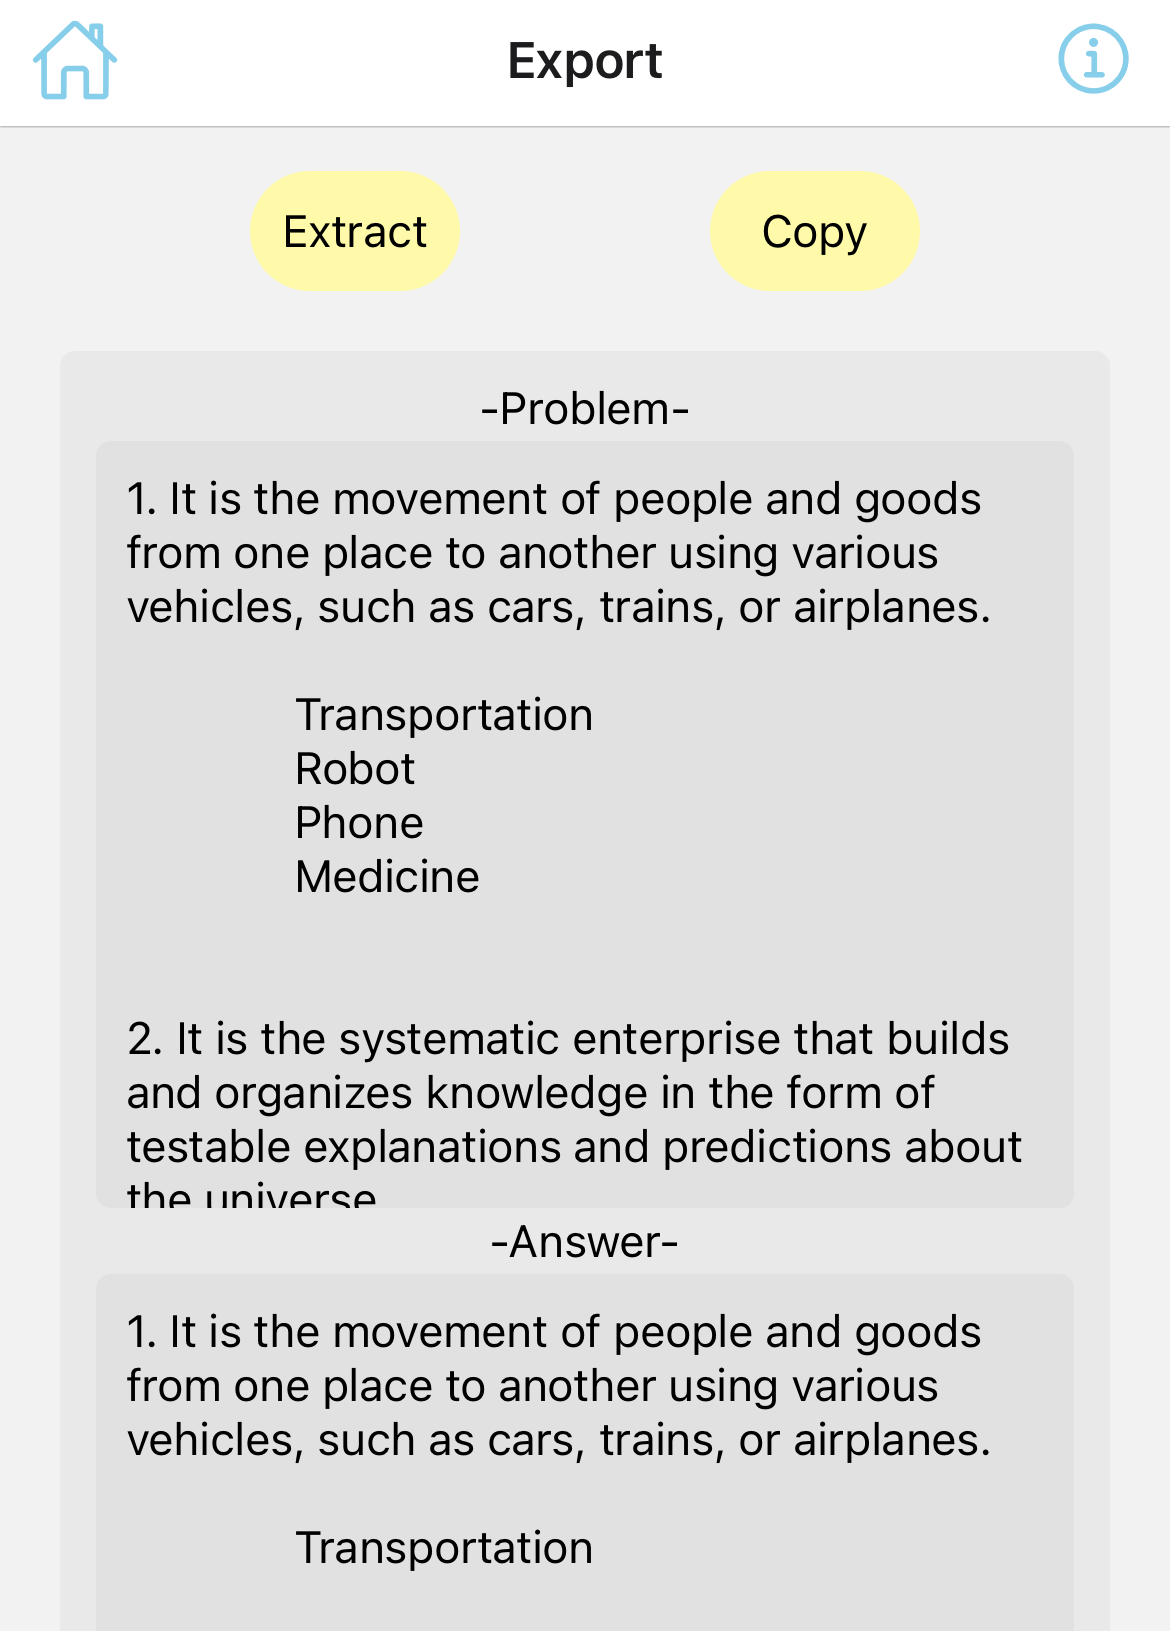 Export
Extract
Copy
-Problem-
1. It is the movement of people and goods
from one place to another using various
vehicles, such as cars, trains, or airplanes.
Transportation
Robot
Phone
Medicine
2. It is the systematic enterprise that builds
and organizes knowledge in the form of
testable explanations and predictions about
the universe
-Answer-
1. It is the movement of people and goods
from one place to another using various
vehicles, such as cars, trains, or airplanes.
Transportation